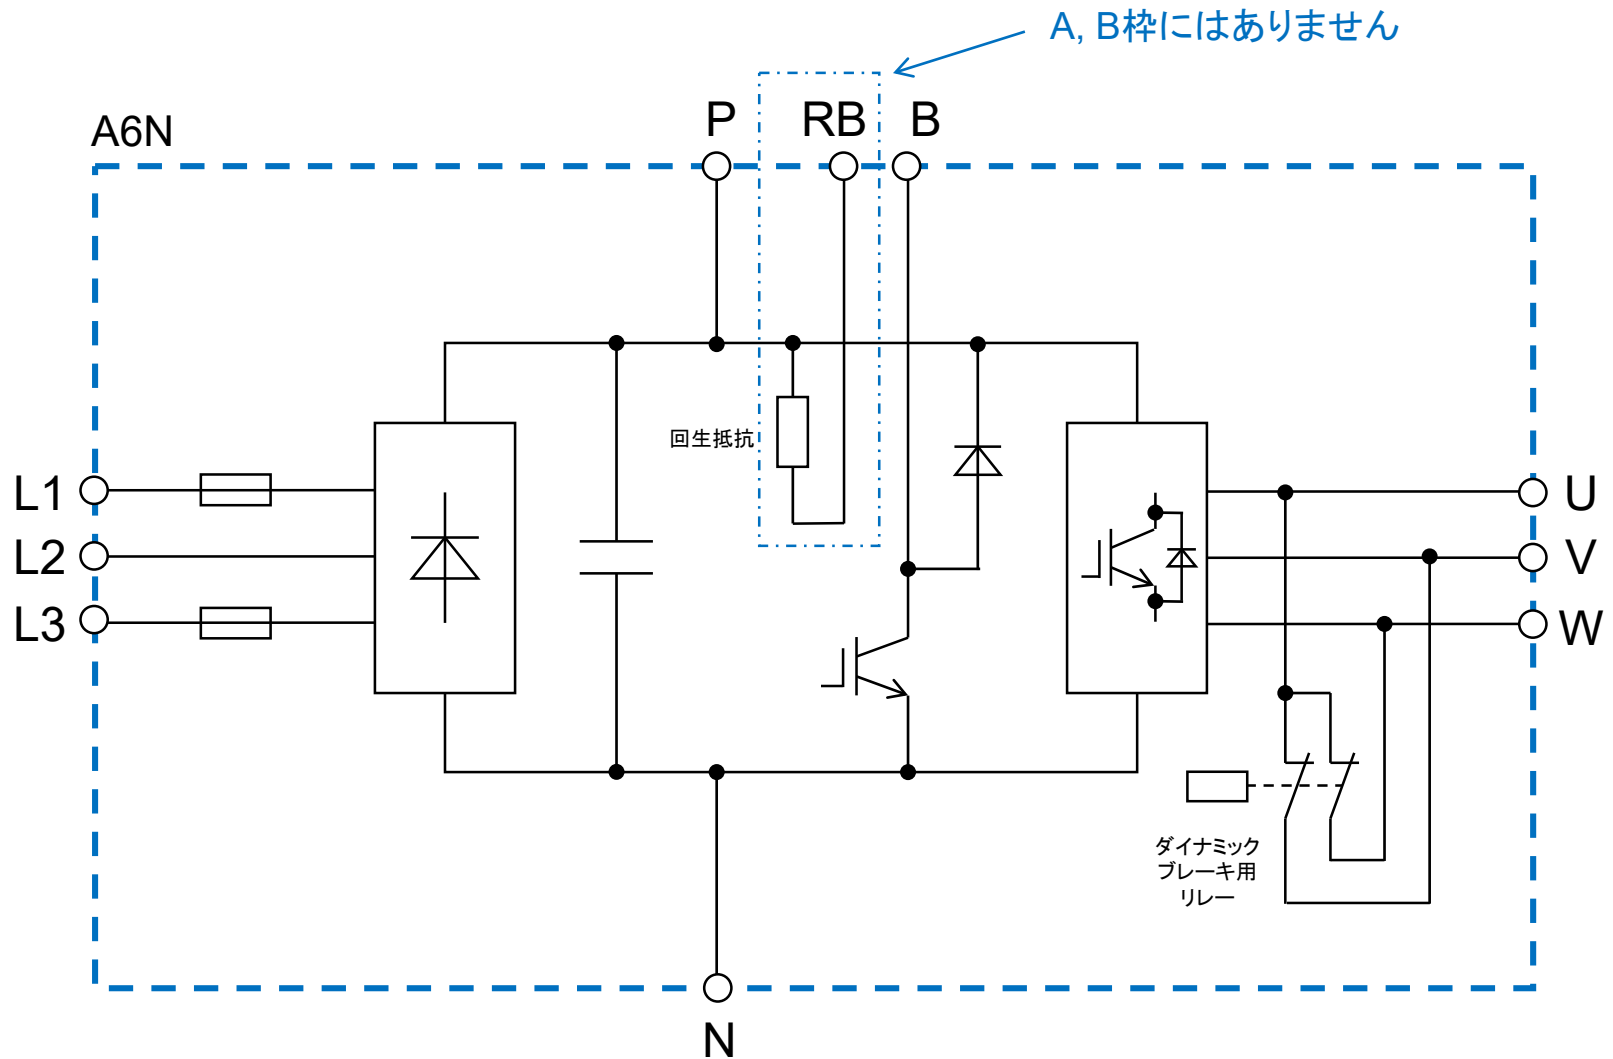 A, B枠にはありません
P
RB
B
A6N
回生抵抗
L1
L2
L3
U
V
W
ダイナミック
ブレーキ用
リレー
N